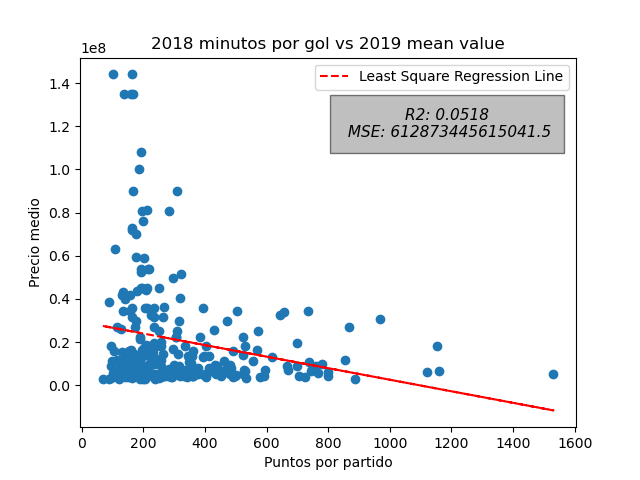 2018 minutos por gol vs 2019 mean value
1e8
Least Square Regression Line
R2: 0.0518
MSE: 612873445615041.5
1.4
1.2
1.0
0.8
0.6
0.4
0.2
0.0
Precio medio
0 200 400 600 800 1000 1200 1400 1600
Puntos por partido